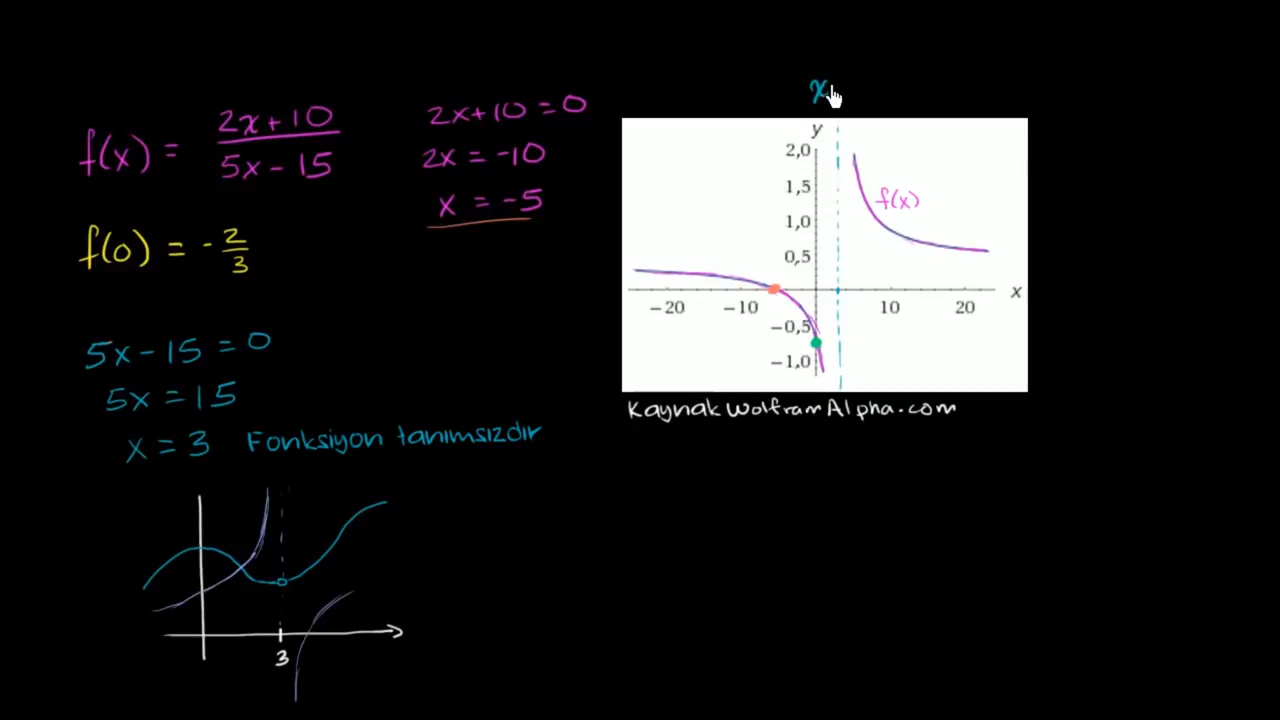 f(x) = 2x+10 / 5x-15
2x+10 = 0
2x = -10
x = -5
f(0) = -2/3
5x-15 = 0
5x = 15
x = 3 Fonksiyon tanımsızdır
3
x
y
2,0
1,5
1,0
0,5
-0,5
-1,0
f(x)
-20 -10 10 20 x
Kaynak WolframAlpha.com